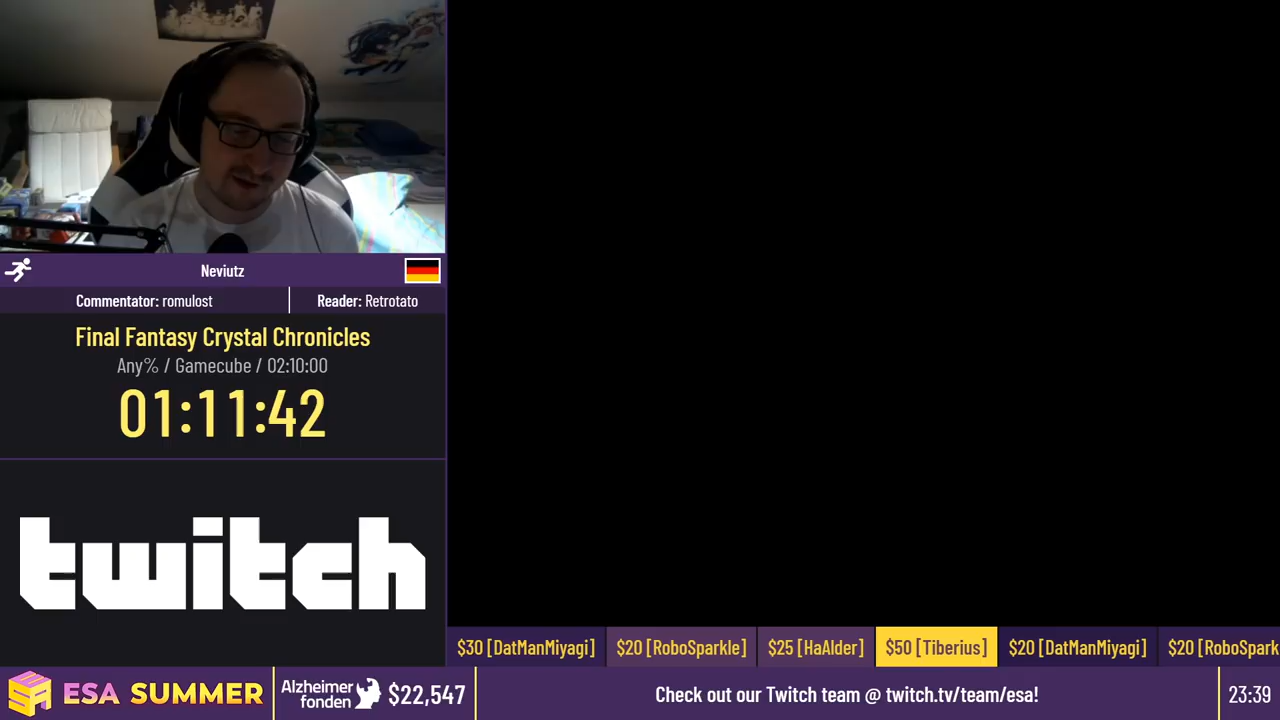 Neviutz
Commentator: romulost
Reader: Retrotato
Final Fantasy Crystal Chronicles
Any% / Gamecube / 02:10:00
01:11:42
twitch
$30 [DatManMiyagi]
$20 [RoboSparkle]
$25 [HaAlder]
$50 [Tiberius]
$20 [DatManMiyagi]
$20 [RoboSpark
ESA SUMMER
Alzheimer
fonden
$22,547
Check out our Twitch team @ twitch.tv/team/esa!
23:39